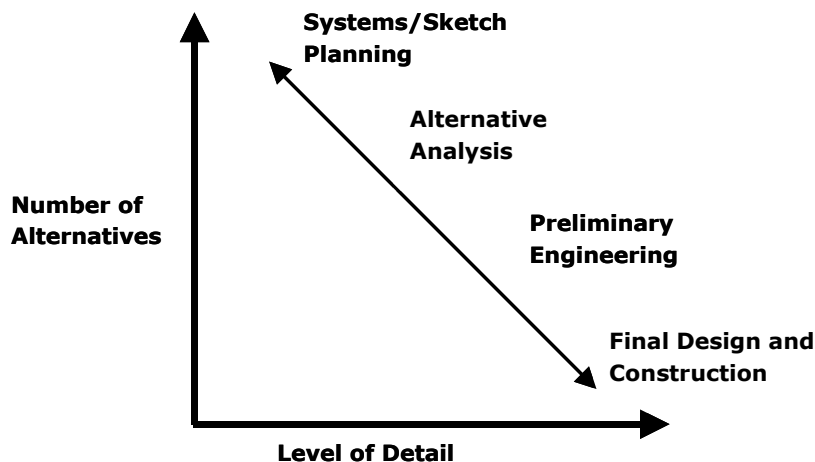 Systems/Sketch
Planning
Alternative
Analysis
Number of
Alternatives
Preliminary
Engineering
Final Design and
Construction
Level of Detail